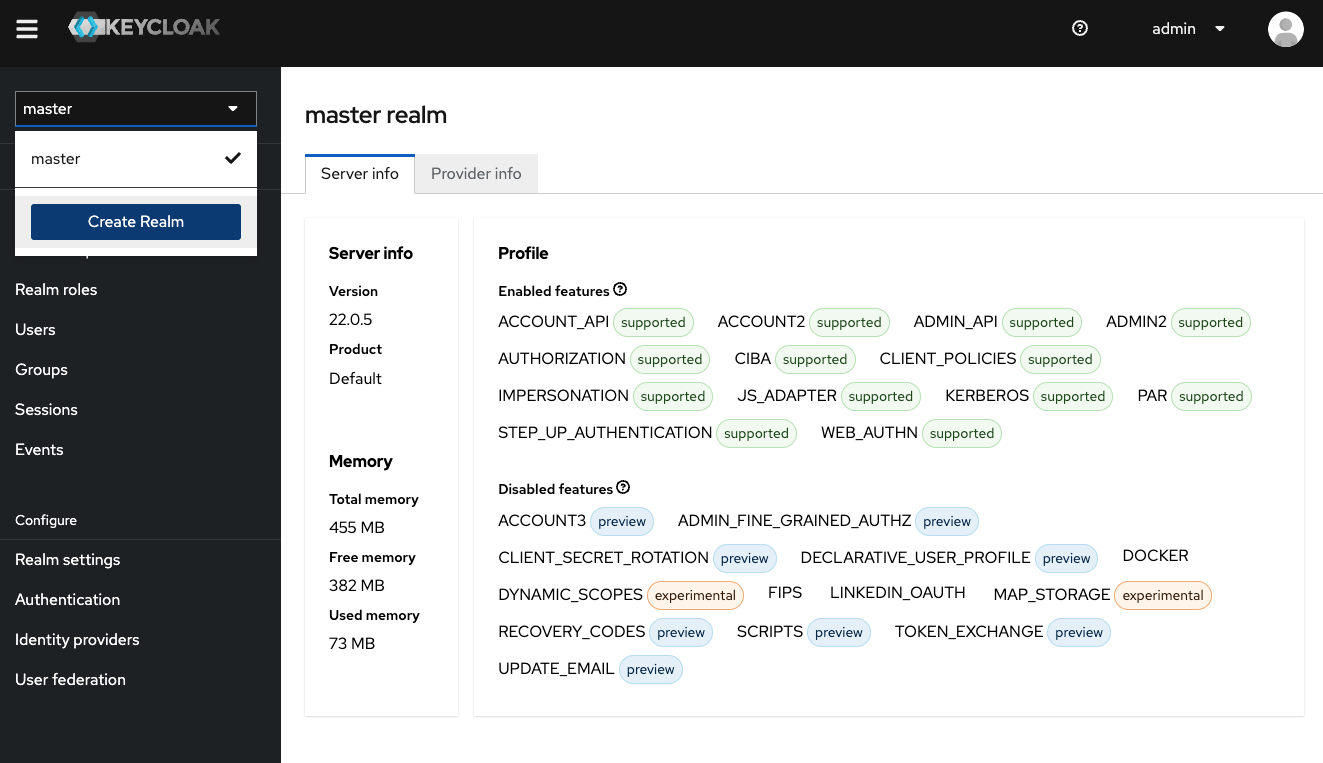 KEYCLOAK
admin
master
master
Create Realm
Realm roles
Users
Groups
Sessions
Events
Configure
Realm settings
Authentication
Identity providers
User federation
master realm
Server info
Provider info
Server info
Version
22.0.5
Product
Default
Memory
Total memory
455 MB
Free memory
382 MB
Used memory
73 MB
Profile
Enabled features
ACCOUNT_API supported ACCOUNT2 supported ADMIN_API supported ADMIN2 supported
AUTHORIZATION supported CIBA supported CLIENT_POLICIES supported
IMPERSONATION supported JS_ADAPTER supported KERBEROS supported PAR supported
STEP_UP_AUTHENTICATION supported WEB_AUTHN supported
Disabled features
ACCOUNT3 preview ADMIN_FINE_GRAINED_AUTHZ preview
CLIENT_SECRET_ROTATION preview DECLARATIVE_USER_PROFILE preview DOCKER
DYNAMIC_SCOPES experimental FIPS LINKEDIN_OAUTH MAP_STORAGE experimental
RECOVERY_CODES preview SCRIPTS preview TOKEN_EXCHANGE preview
UPDATE_EMAIL preview